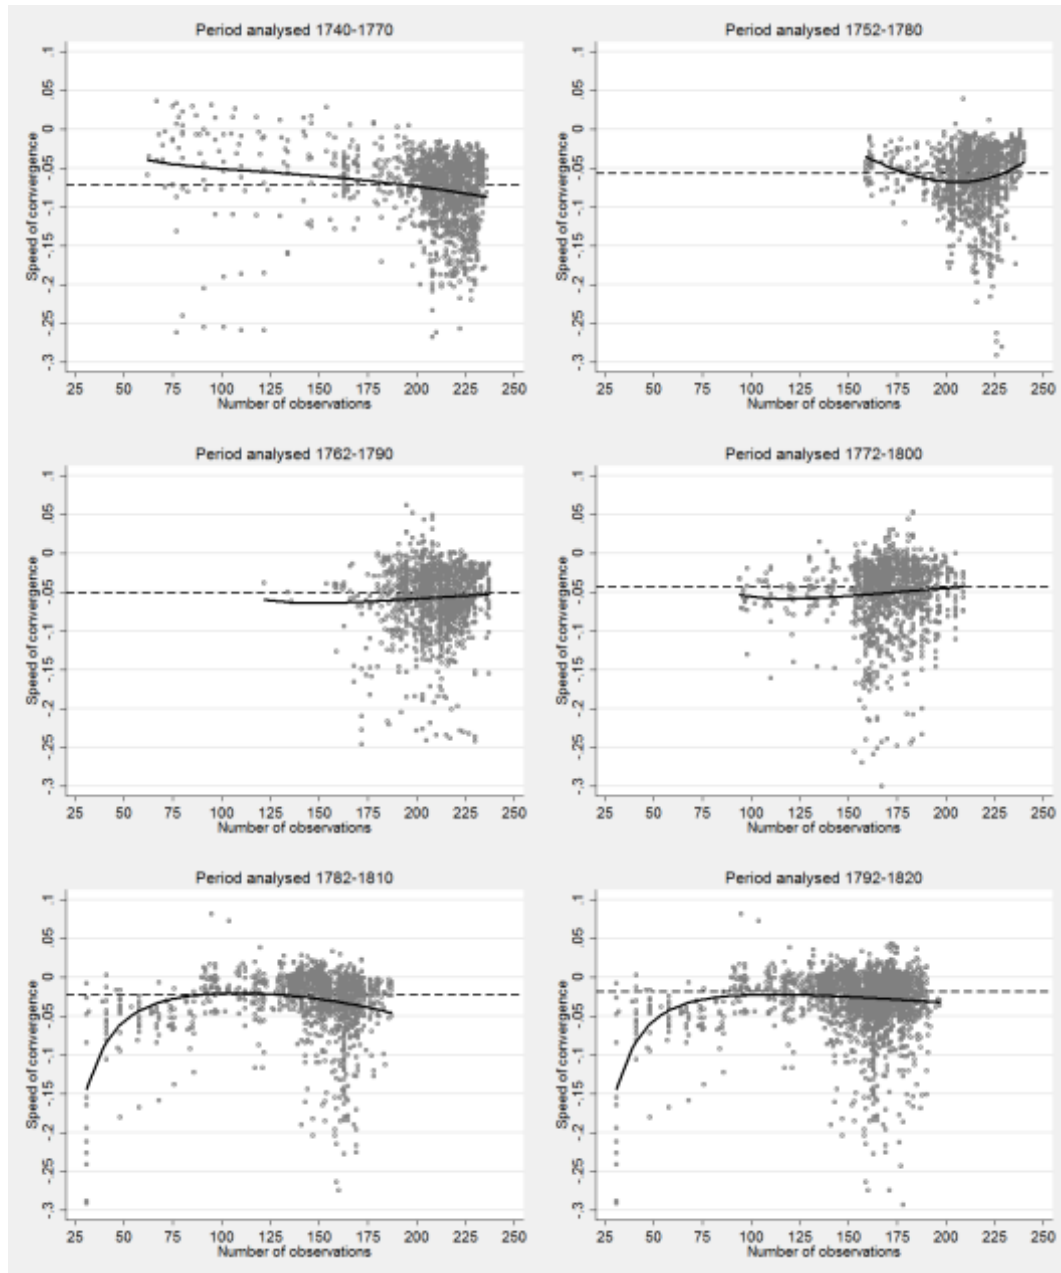 Period analysed 1740-1770
Speed of convergence
.1
.05
0
-.05
-.1
-.15
-.2
-.25
-.3
25 50 75 100 125 150 175 200 225 250
Number of observations
Period analysed 1752-1780
Speed of convergence
.1
.05
0
-.05
-.1
-.15
-.2
-.25
-.3
25 50 75 100 125 150 175 200 225 250
Number of observations
Period analysed 1762-1790
Speed of convergence
.1
.05
0
-.05
-.1
-.15
-.2
-.25
-.3
25 50 75 100 125 150 175 200 225 250
Number of observations
Period analysed 1772-1800
Speed of convergence
.1
.05
0
-.05
-.1
-.15
-.2
-.25
-.3
25 50 75 100 125 150 175 200 225 250
Number of observations
Period analysed 1782-1810
Speed of convergence
.1
.05
0
-.05
-.1
-.15
-.2
-.25
-.3
25 50 75 100 125 150 175 200 225 250
Number of observations
Period analysed 1792-1820
Speed of convergence
.1
.05
0
-.05
-.1
-.15
-.2
-.25
-.3
25 50 75 100 125 150 175 200 225 250
Number of observations